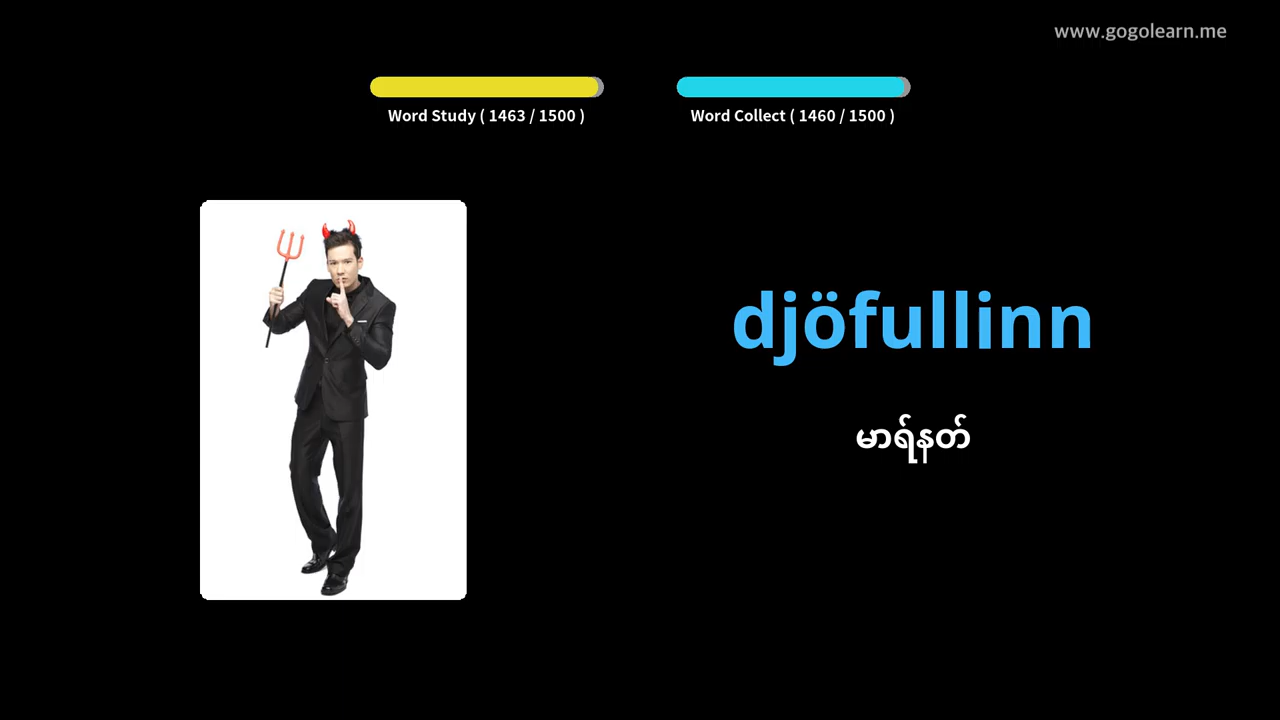 www.gogolearn.me
Word Study ( 1463 / 1500 )
Word Collect ( 1460 / 1500 )
djöfullinn
မာရ်နတ်